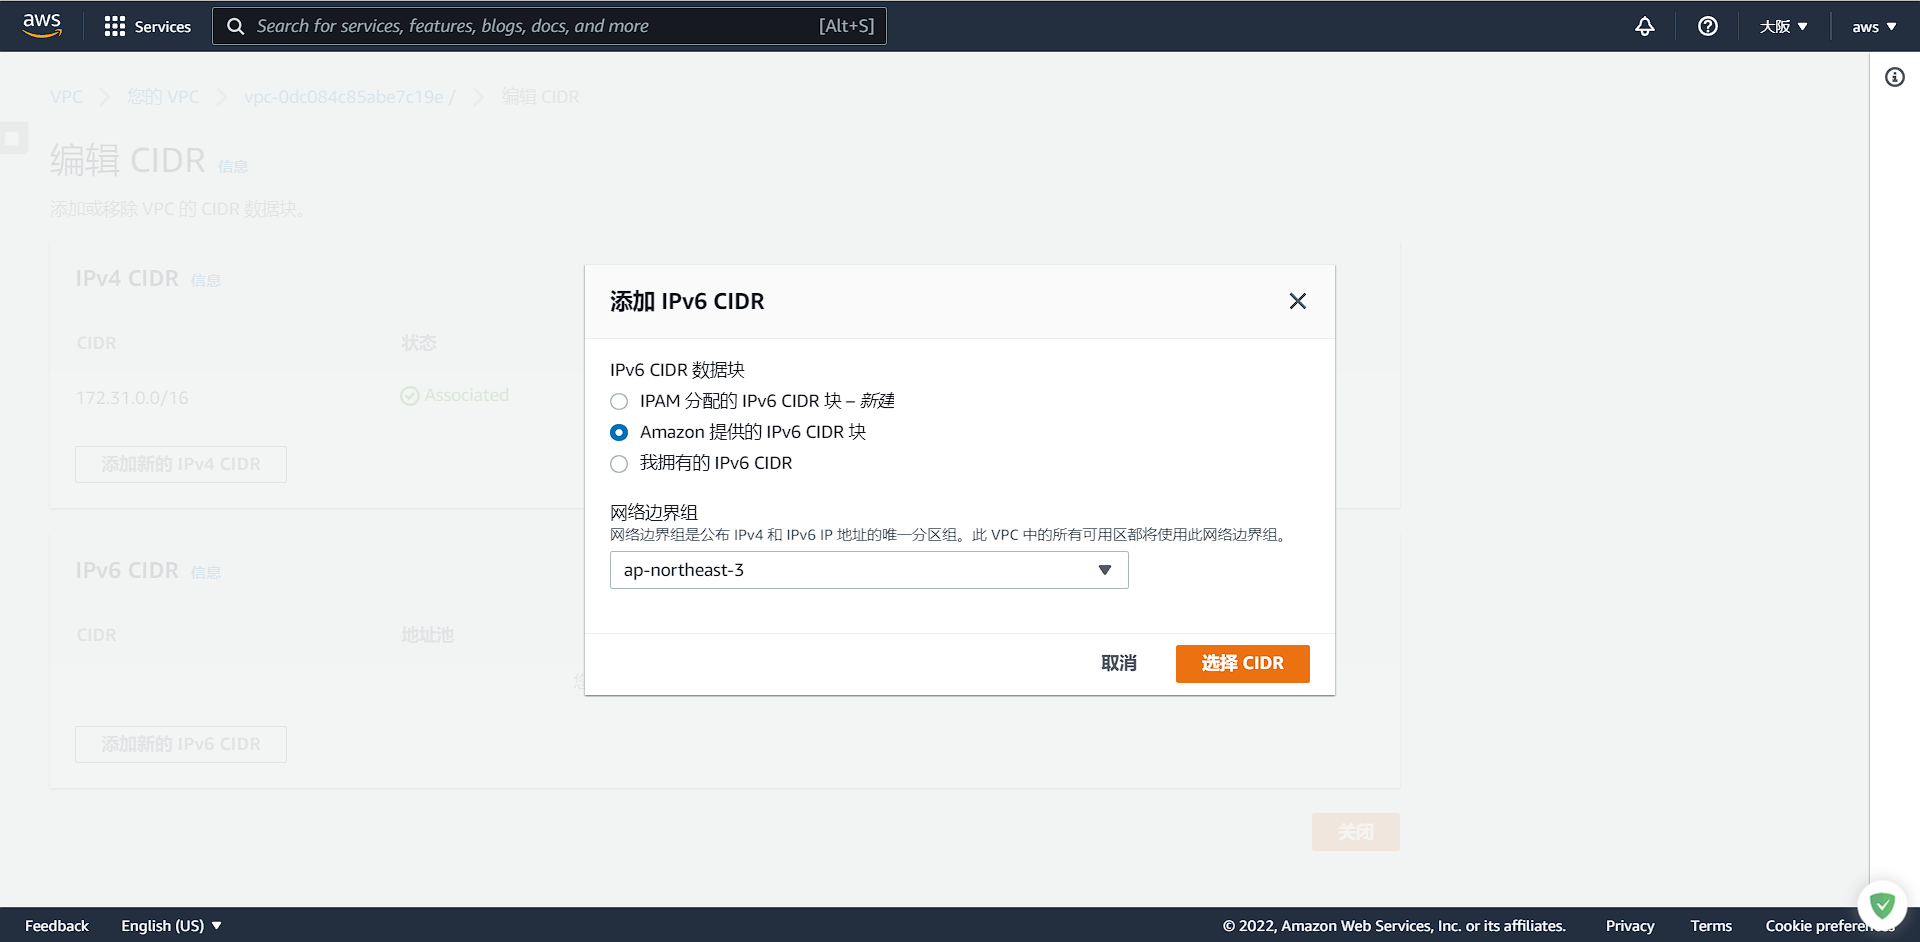 aws
Services
Search for services, features, blogs, docs, and more
[Alt+S]
大阪
aws
VPC
您的 VPC
vpc-0dc084c85abe7c19e /
编辑 CIDR
编辑 CIDR 信息
添加或移除 VPC 的 CIDR 数据块。
IPv4 CIDR 信息
CIDR 状态
172.31.0.0/16 Associated
添加新的 IPv4 CIDR
IPv6 CIDR 信息
CIDR 地址池
您
添加新的 IPv6 CIDR
关闭
添加 IPv6 CIDR
IPv6 CIDR 数据块
IPAM 分配的 IPv6 CIDR 块 – 新建
Amazon 提供的 IPv6 CIDR 块
我拥有的 IPv6 CIDR
网络边界组
网络边界组是公布 IPv4 和 IPv6 IP 地址的唯一分区组。此 VPC 中的所有可用区都将使用此网络边界组。
ap-northeast-3
取消
选择 CIDR
Feedback
English (US)
© 2022, Amazon Web Services, Inc. or its affiliates.
Privacy
Terms
Cookie preferences